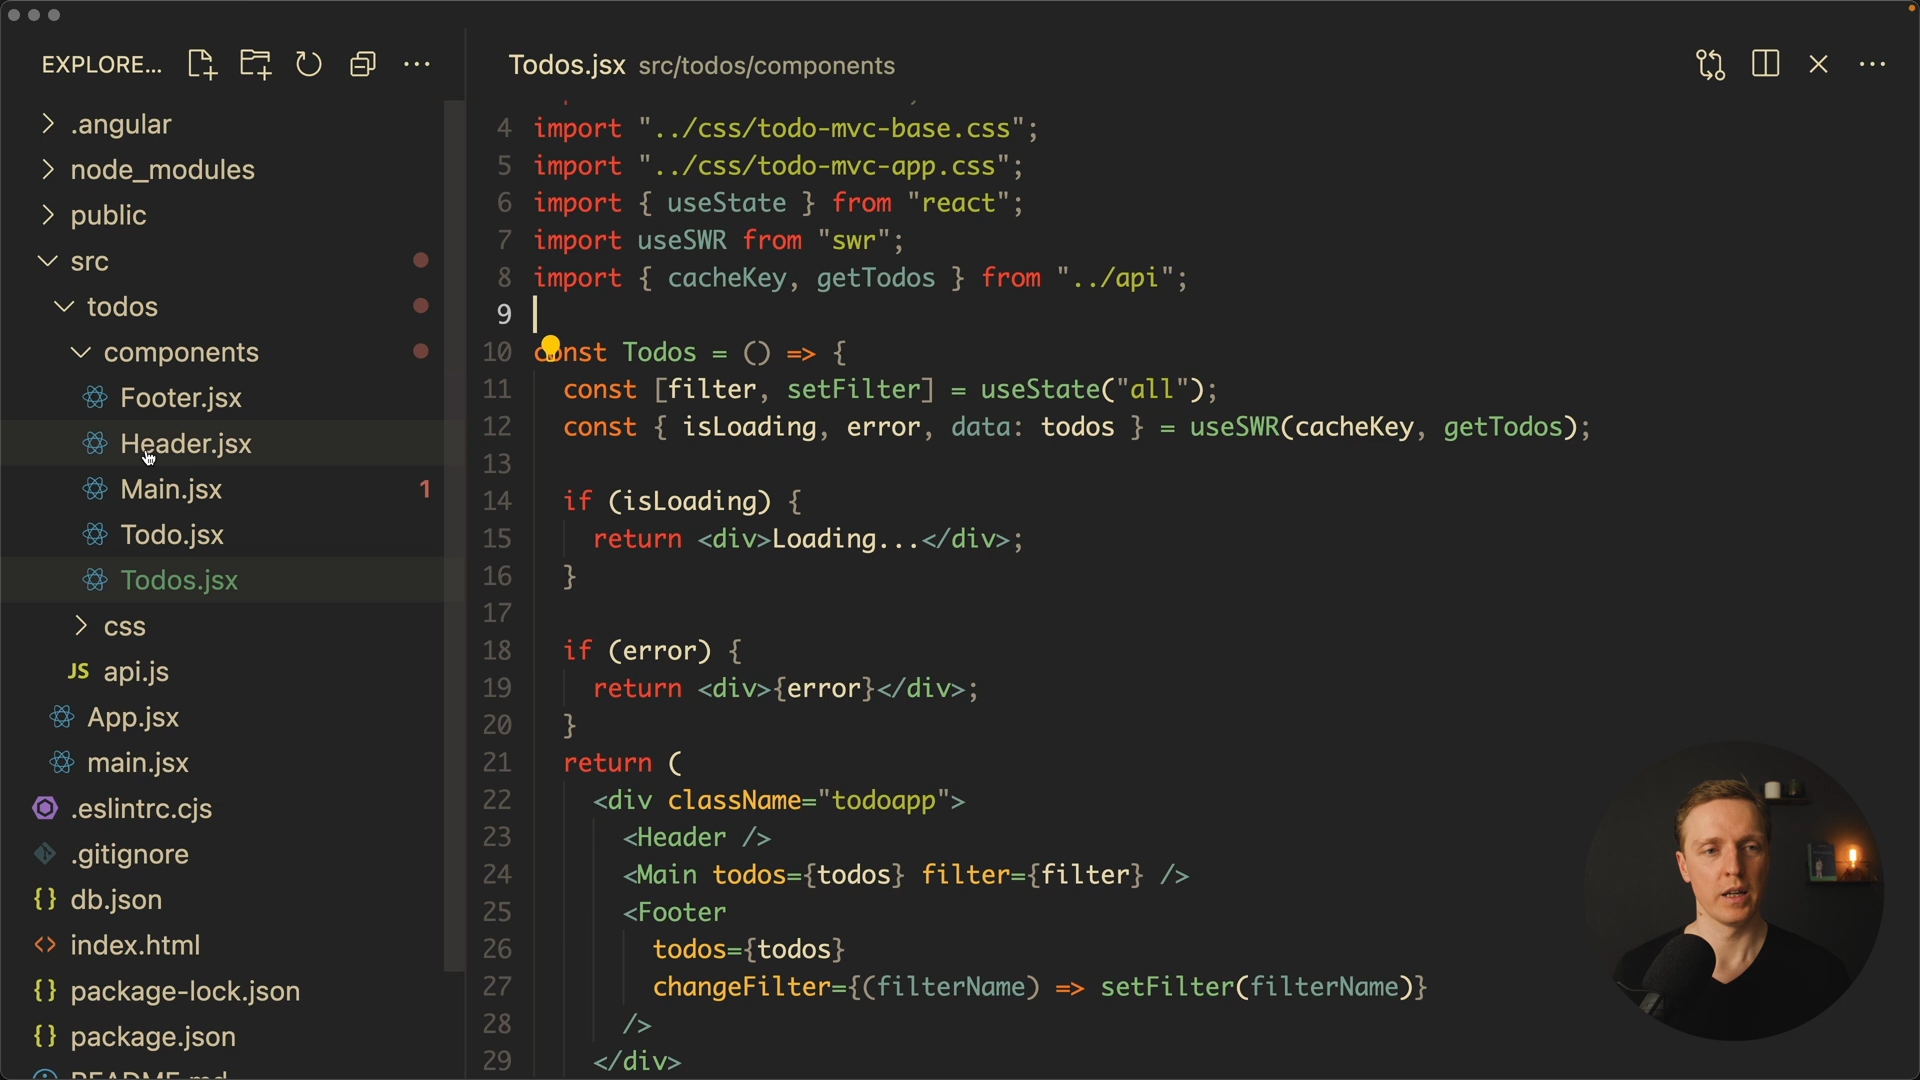 EXPLORE...
.angular
node_modules
public
src
todos
components
Footer.jsx
Header.jsx
Main.jsx 1
Todo.jsx
Todos.jsx
css
JS api.js
App.jsx
main.jsx
.eslintrc.cjs
.gitignore
{} db.json
<> index.html
{} package-lock.json
{} package.json
README.md
Todos.jsx src/todos/components
4 import "../css/todo-mvc-base.css";
5 import "../css/todo-mvc-app.css";
6 import { useState } from "react";
7 import useSWR from "swr";
8 import { cacheKey, getTodos } from "../api";
9
10 const Todos = () => {
11 const [filter, setFilter] = useState("all");
12 const { isLoading, error, data: todos } = useSWR(cacheKey, getTodos);
13
14 if (isLoading) {
15 return <div>Loading...</div>;
16 }
17
18 if (error) {
19 return <div>{error}</div>;
20 }
21 return (
22 <div className="todoapp">
23 <Header />
24 <Main todos={todos} filter={filter} />
25 <Footer
26 todos={todos}
27 changeFilter={(filterName) => setFilter(filterName)}
28 />
29 </div>